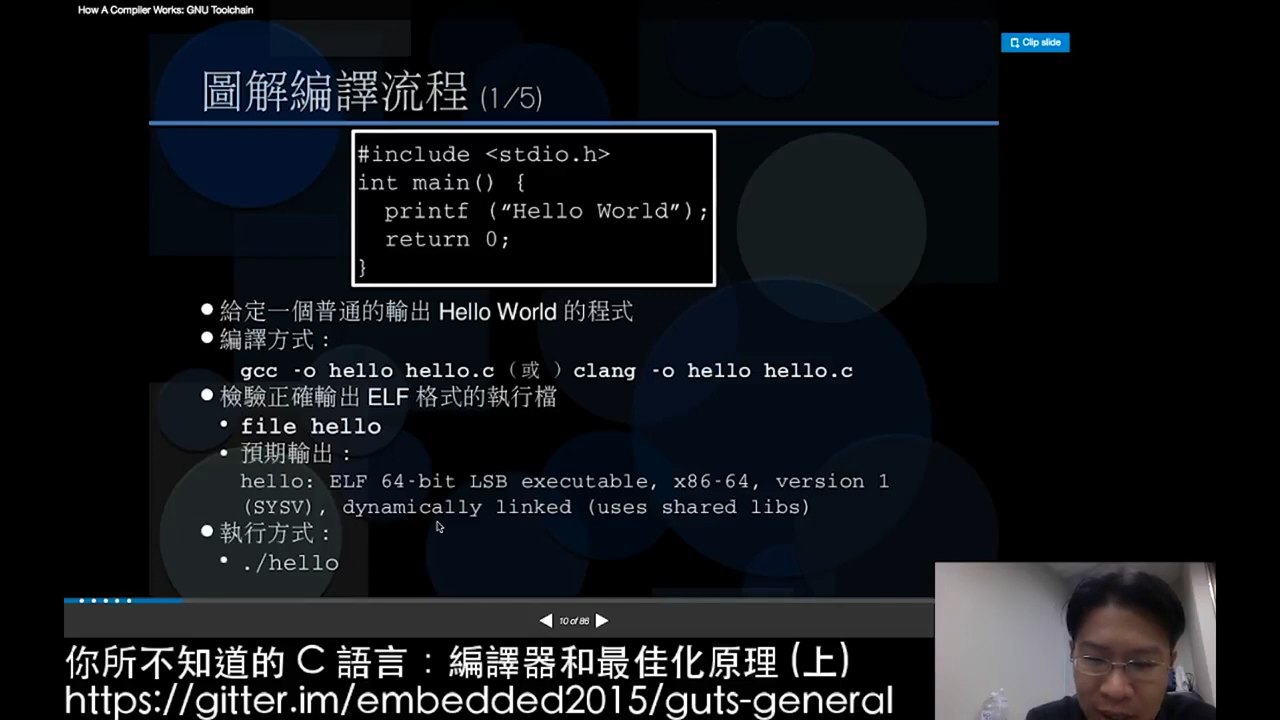 How A Compiler Works: GNU Toolchain
Clip slide
圖解編譯流程 (1/5)
#include <stdio.h>
int main() {
printf (“Hello World”);
return 0;
}
給定一個普通的輸出 Hello World 的程式
編譯方式：
gcc -o hello hello.c（或 ）clang -o hello hello.c
檢驗正確輸出 ELF 格式的執行檔
file hello
預期輸出：
hello: ELF 64-bit LSB executable, x86-64, version 1
(SYSV), dynamically linked (uses shared libs)
執行方式：
./hello
10 of 86
你所不知道的 C 語言：編譯器和最佳化原理 (上)
https://gitter.im/embedded2015/guts-general